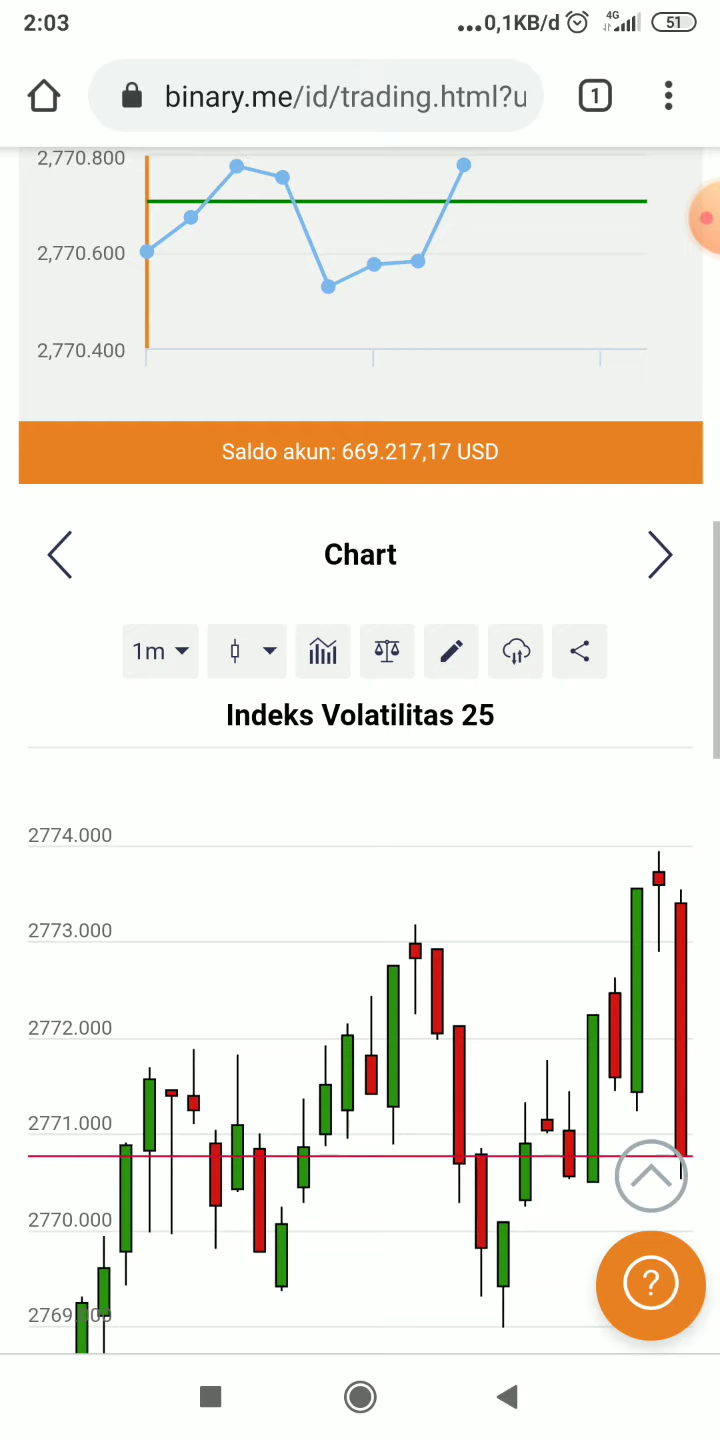 2:03
...0,1KB/d 4G 51
binary.me/id/trading.html?u
1
2,770.800
2,770.600
2,770.400
Saldo akun: 669.217,17 USD
Chart
1m
Indeks Volatilitas 25
2774.000
2773.000
2772.000
2771.000
2770.000
2769.000
?